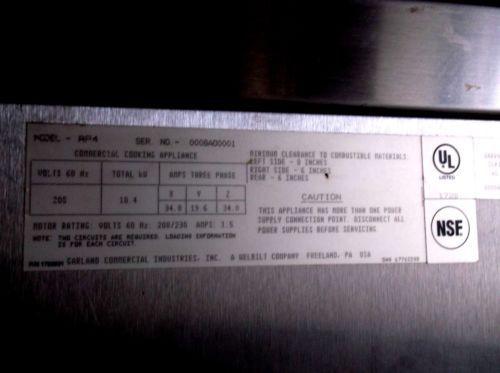 MODEL - AP4 SER. NO.- 0008AD0001
COMMERCIAL COOKING APPLIANCE
VOLTS 60 Hz TOTAL kW AMPS THREE PHASE
X Y Z
208 10.4 34.0 19.6 34.0
MOTOR RATING: VOLTS 60 Hz: 208/236 AMPS: 1.5
NOTE: TWO CIRCUITS ARE REQUIRED. LOADING INFORMATION
IS FOR EACH CIRCUIT.
GARLAND COMMERCIAL INDUSTRIES, INC. A WELBILT COMPANY FREELAND, PA USA
MINIMUM CLEARANCE TO COMBUSTIBLE MATERIALS:
LEFT SIDE - 0 INCHES
RIGHT SIDE - 6 INCHES
REAR - 6 INCHES
CAUTION
THIS APPLIANCE HAS MORE THAN ONE POWER
SUPPLY CONNECTION POINT. DISCONNECT ALL
POWER SUPPLIES BEFORE SERVICING
UL
LISTED
NSF